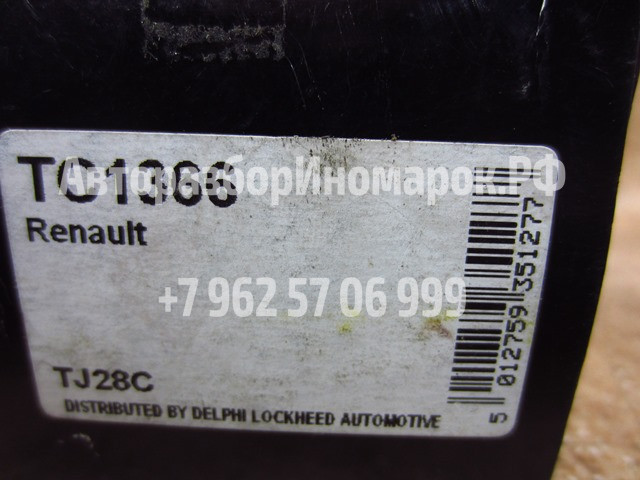 TC1366
АвторазборИномарок.РФ
Renault
+7 962 57 06 999
TJ28C
DISTRIBUTED BY DELPHI LOCKHEED AUTOMOTIVE
5 012759 351277